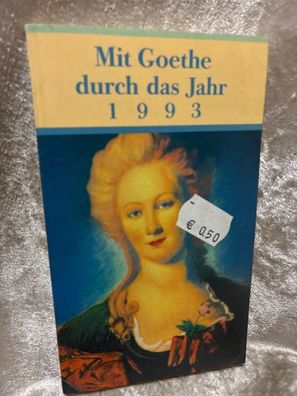 Mit Goethe
durch das Jahr
1 9 9 3
€ 0,50